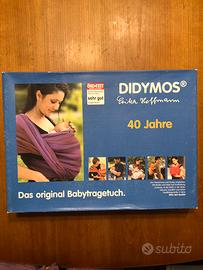 DIDYMOS®
Erika Hoffmann
sehr gut
40 Jahre
Das original Babytragetuch.
subito